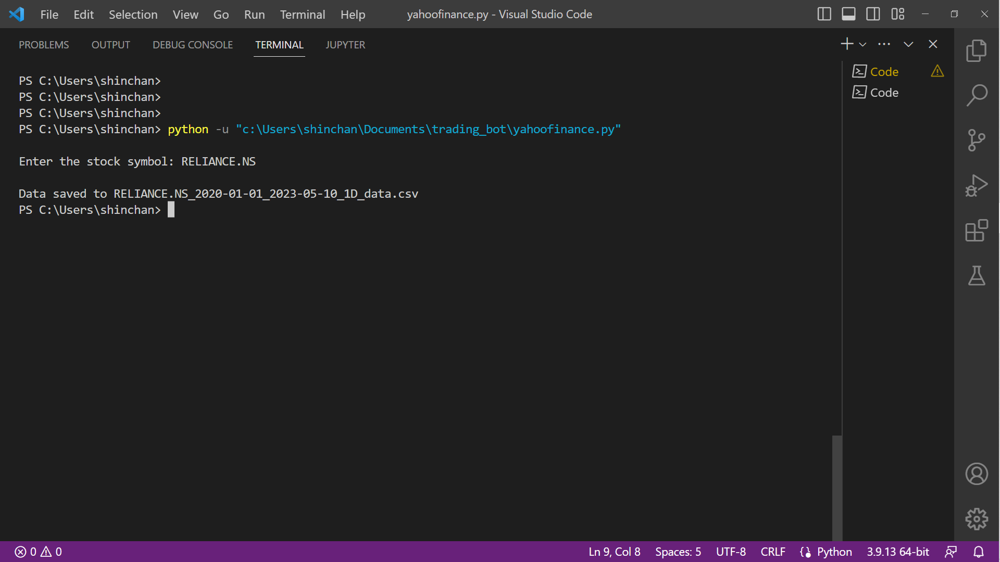 File Edit Selection View Go Run Terminal Help yahoofinance.py - Visual Studio Code
PROBLEMS OUTPUT DEBUG CONSOLE TERMINAL JUPYTER
PS C:\Users\shinchan>
PS C:\Users\shinchan>
PS C:\Users\shinchan>
PS C:\Users\shinchan> python -u "c:\Users\shinchan\Documents\trading_bot\yahoofinance.py"
Enter the stock symbol: RELIANCE.NS
Data saved to RELIANCE.NS_2020-01-01_2023-05-10_1D_data.csv
PS C:\Users\shinchan>
Code
Code
0 0 Ln 9, Col 8 Spaces: 5 UTF-8 CRLF Python 3.9.13 64-bit